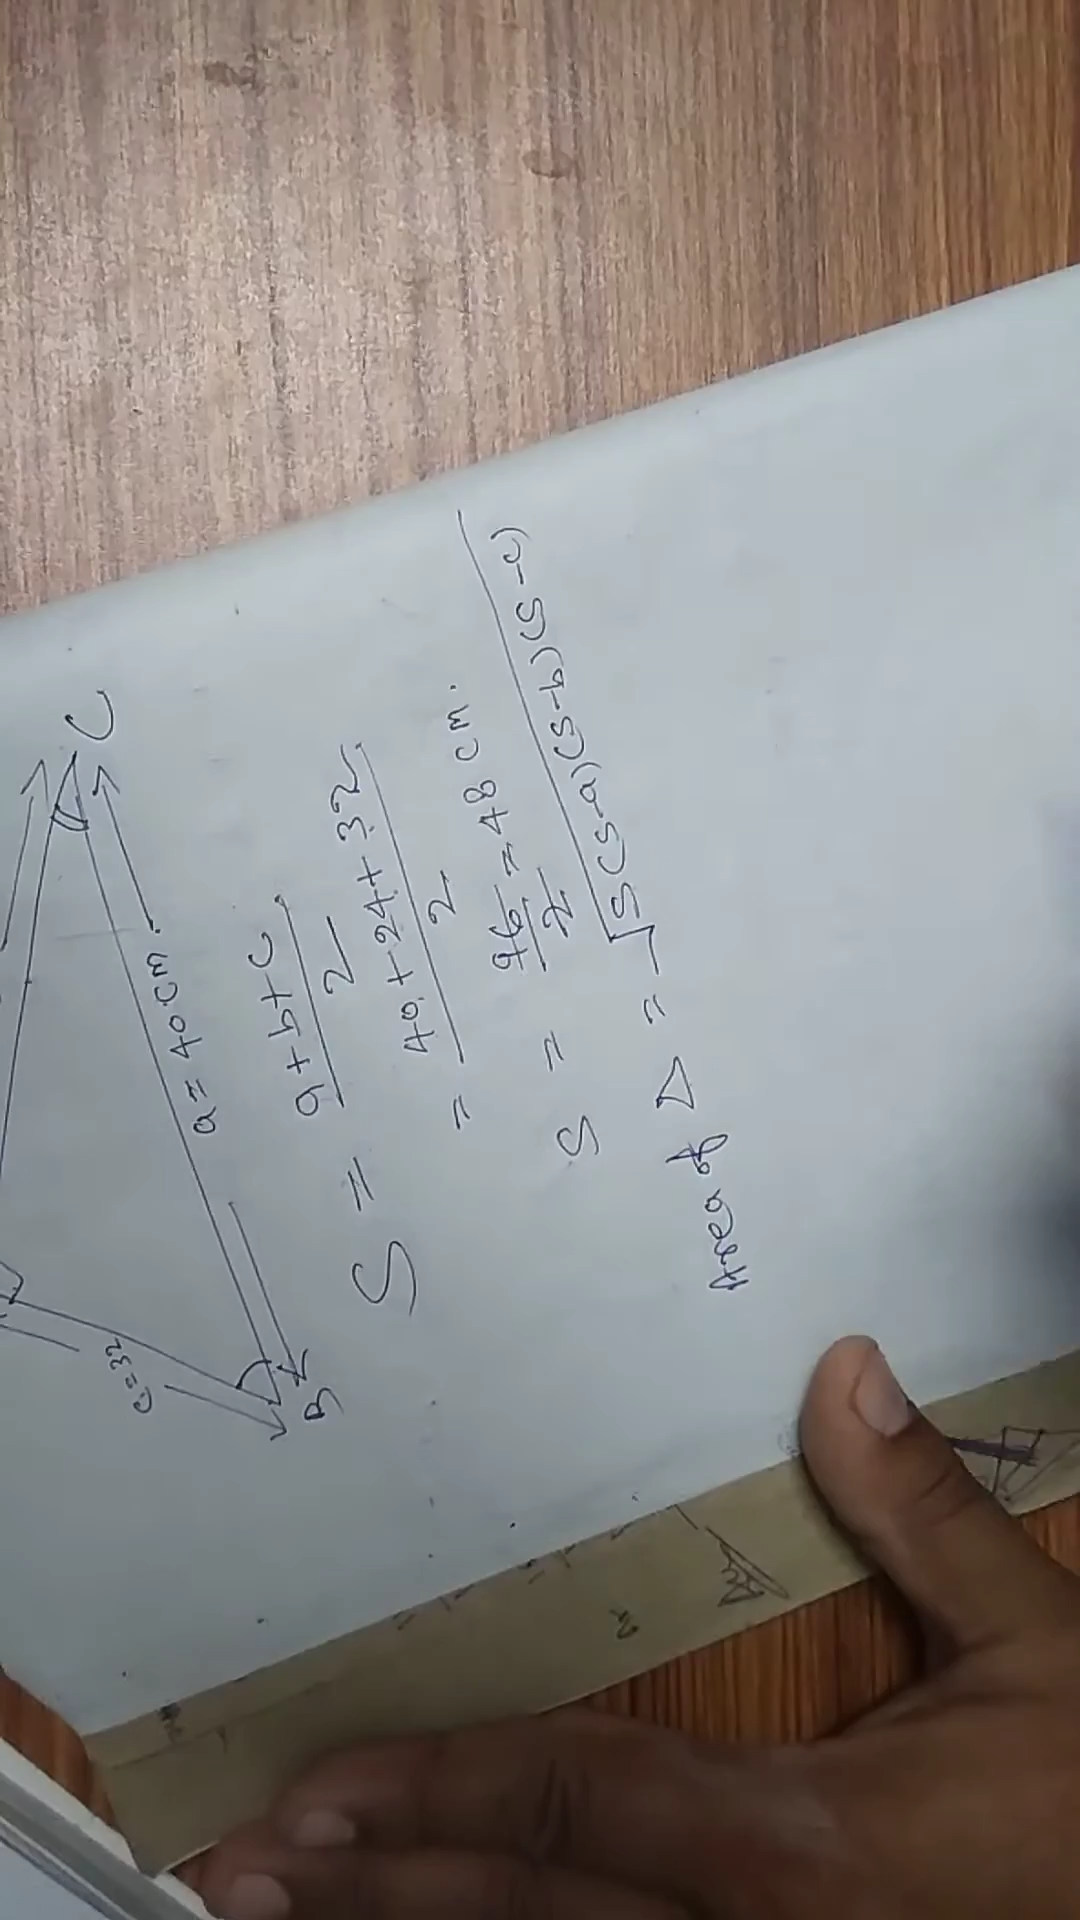 C
a = 40 cm.
c = 32
B
S = a+b+c / 2
= 40+24+32 / 2
S = 96 / 2 = 48 cm.
Area of Δ = √S(S-a)(S-b)(S-c)